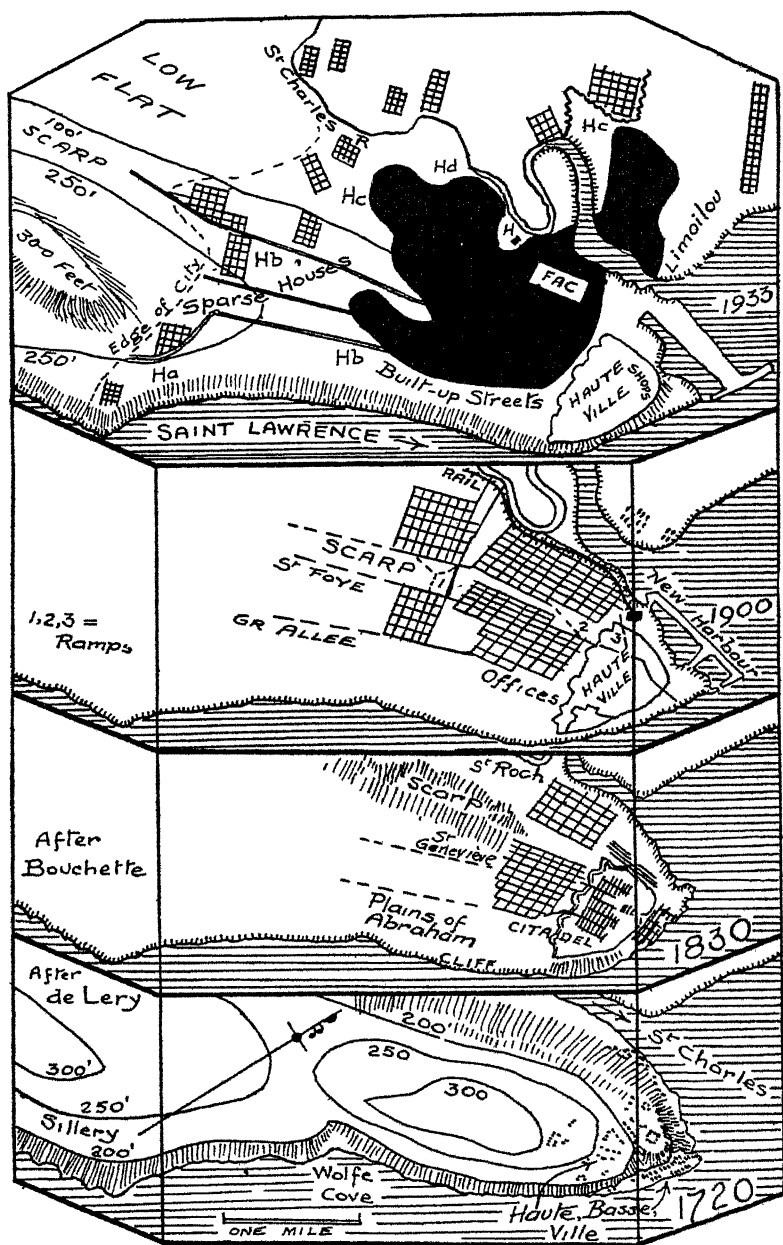 LOW
FLAT
St Charles R
100'
SCARP
250'
300 Feet
Edge of City
Sparse
Houses
Hb
Hc
Hd
H
Hc
FAC
Limoilou
1933
250'
Ha
Hb
Built-up Streets
HAUTE
VILLE
SHOPS
SAINT LAWRENCE
RAIL
SCARP
St FOYE
GR ALLEE
1
2
3
1,2,3 =
Ramps
Offices
HAUTE
VILLE
New Harbour
1900
St Roch
Scarp
After
Bouchette
St
Geneviève
Plains of
Abraham
CITADEL
CLIFF
1830
After
de Lery
200'
St Charles
250
300
300'
250'
Sillery
200'
Wolfe
Cove
ONE MILE
Haute, Basse
Ville
1720